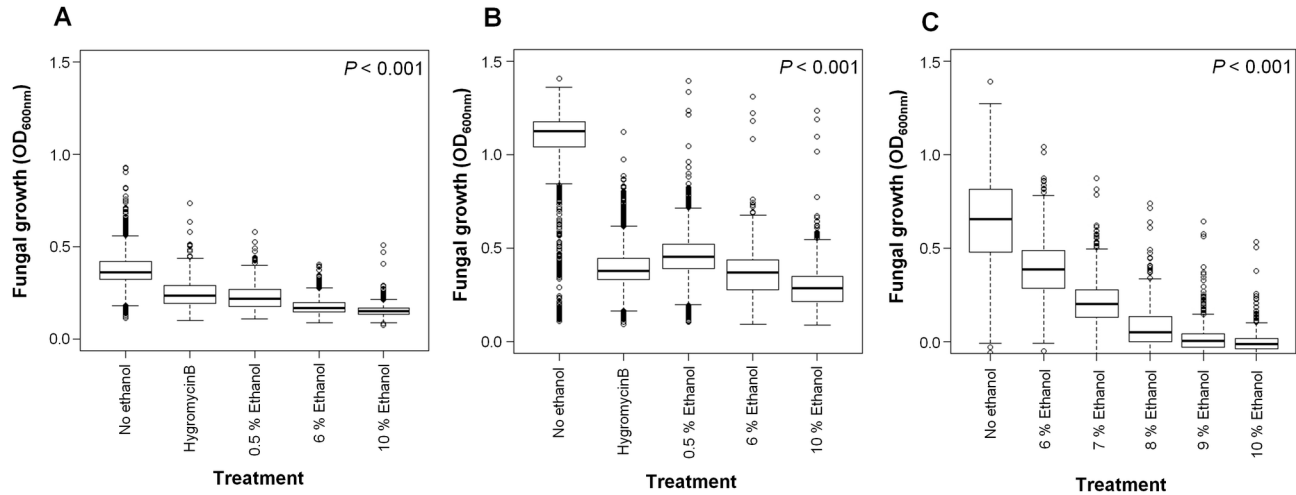 A
P < 0.001
Fungal growth (OD600nm)
1.5
1.0
0.5
0.0
No ethanol
HygromycinB
0.5 % Ethanol
6 % Ethanol
10 % Ethanol
Treatment
B
P < 0.001
Fungal growth (OD600nm)
1.5
1.0
0.5
0.0
No ethanol
HygromycinB
0.5 % Ethanol
6 % Ethanol
10 % Ethanol
Treatment
C
P < 0.001
Fungal growth (OD600nm)
1.5
1.0
0.5
0.0
No ethanol
6 % Ethanol
7 % Ethanol
8 % Ethanol
9 % Ethanol
10 % Ethanol
Treatment